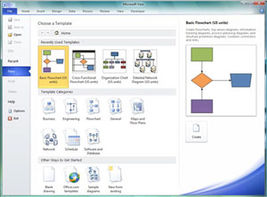 Microsoft Visio
File Home Insert Design Data Process Review View Developer
Save
Save As
Open
Close
Info
Recent
New
Print
Help
Options
Exit
Choose a Template
Home
Recently Used Templates
Basic Flowchart (US units)
Cross Functional Flowchart (US units)
Organization Chart (US units)
Detailed Network Diagram (US units)
Template Categories
Business
Engineering
Flowchart
General
Maps and Floor Plans
Network
Schedule
Software and Database
Other Ways to Get Started
Blank drawing
Office.com templates
Sample diagrams
New from existing
Basic Flowchart (US units)
Create